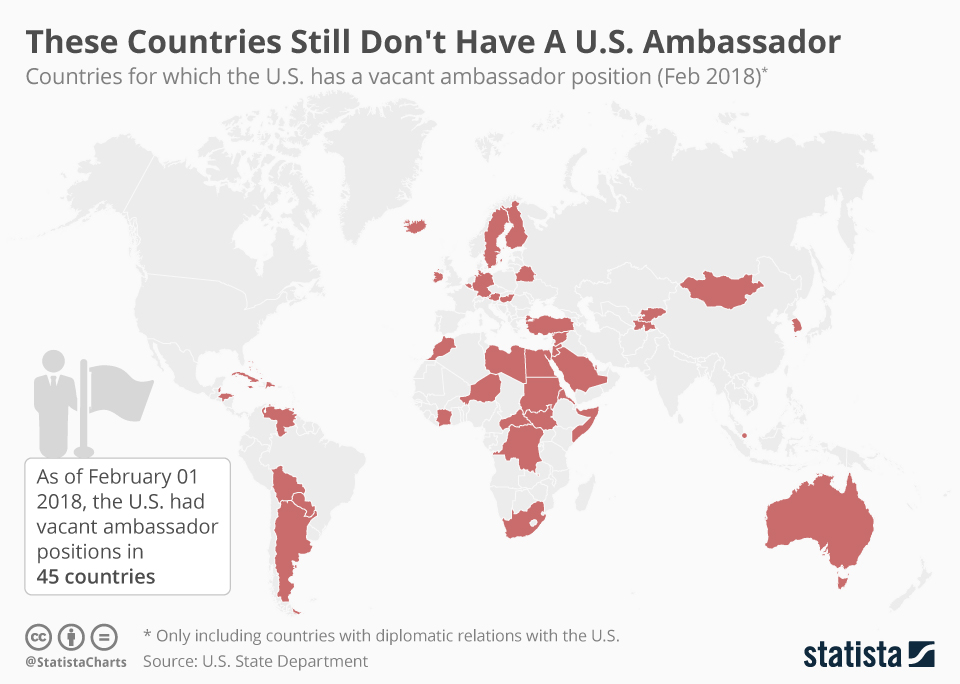 These Countries Still Don't Have A U.S. Ambassador
Countries for which the U.S. has a vacant ambassador position (Feb 2018)*
As of February 01
2018, the U.S. had
vacant ambassador
positions in
45 countries
cc
@StatistaCharts
* Only including countries with diplomatic relations with the U.S.
Source: U.S. State Department
statista